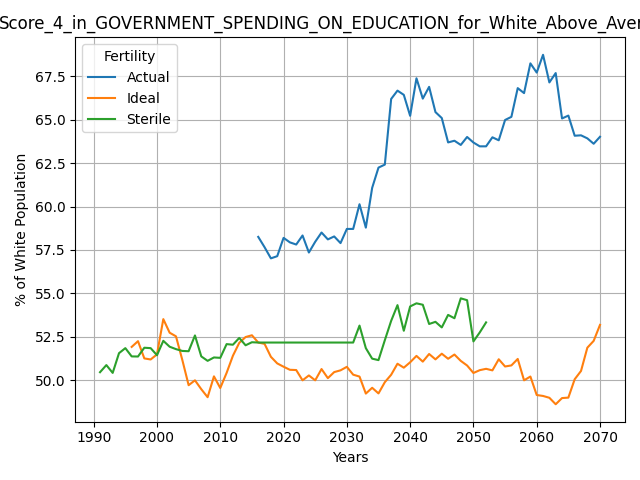 Score_4_in_GOVERNMENT_SPENDING_ON_EDUCATION_for_White_Above_Aver
Fertility
Actual
Ideal
Sterile
67.5
65.0
62.5
60.0
57.5
55.0
52.5
50.0
% of White Population
1990 2000 2010 2020 2030 2040 2050 2060 2070
Years